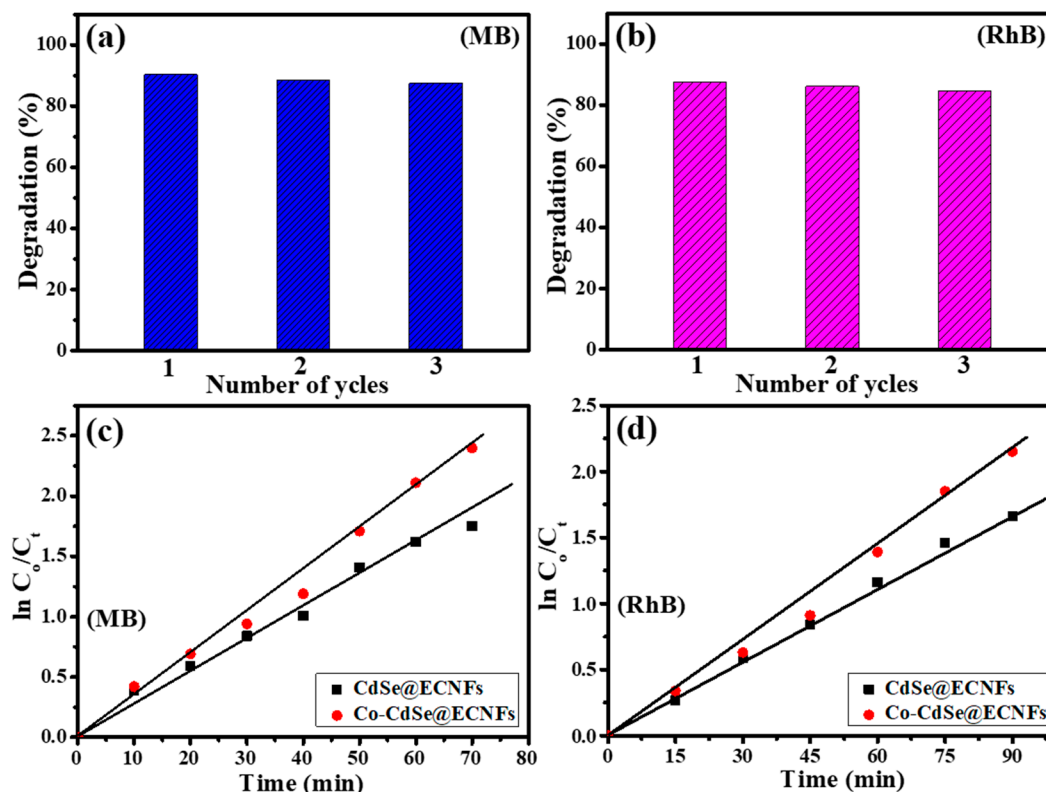 (a)
(MB)
Degradation (%)
100
80
60
40
20
0
1 2 3
Number of ycles
(b)
(RhB)
Degradation (%)
100
80
60
40
20
0
1 2 3
Number of ycles
(c)
ln Co/Ct
2.5
2.0
1.5
1.0
0.5
0.0
(MB)
CdSe@ECNFs
Co-CdSe@ECNFs
0 10 20 30 40 50 60 70 80
Time (min)
(d)
ln Co/Ct
2.5
2.0
1.5
1.0
0.5
0.0
(RhB)
CdSe@ECNFs
Co-CdSe@ECNFs
0 15 30 45 60 75 90
Time (min)